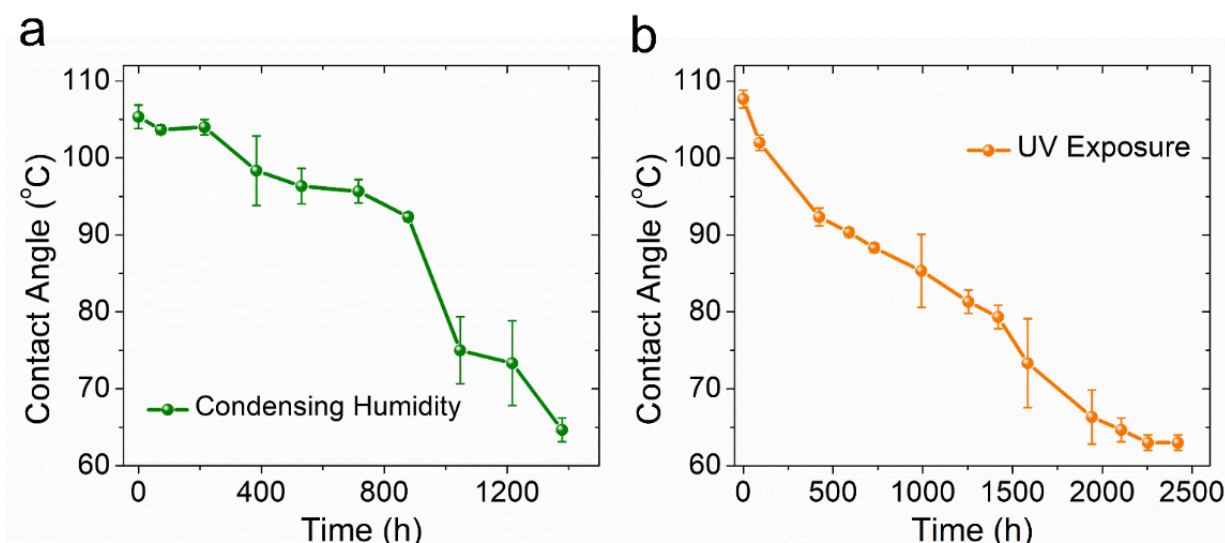 a
110
100
90
80
70
60
Contact Angle (°C)
Condensing Humidity
0 400 800 1200
Time (h)
b
110
100
90
80
70
60
Contact Angle (°C)
UV Exposure
0 500 1000 1500 2000 2500
Time (h)